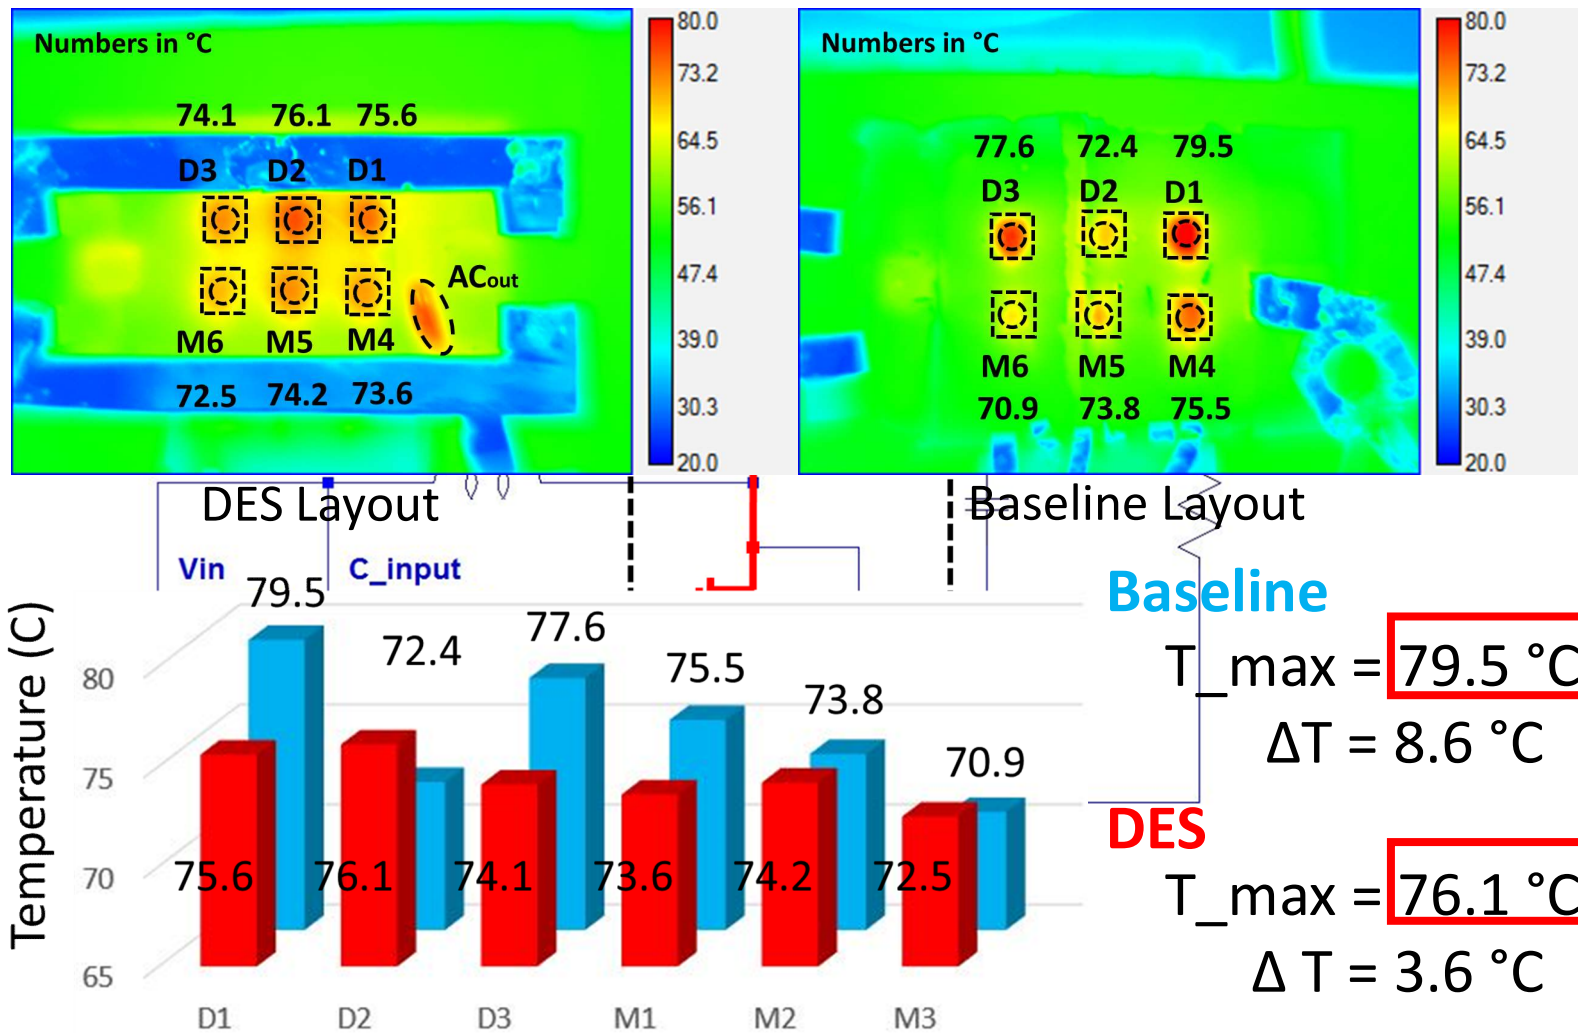 Numbers in °C
74.1 76.1 75.6
D3 D2 D1
ACout
M6 M5 M4
72.5 74.2 73.6
80.0
73.2
64.5
56.1
47.4
39.0
30.3
20.0
DES Layout
Numbers in °C
77.6 72.4 79.5
D3 D2 D1
M6 M5 M4
70.9 73.8 75.5
80.0
73.2
64.5
56.1
47.4
39.0
30.3
20.0
Baseline Layout
Vin C_input
Temperature (C)
80
75
70
65
79.5
72.4
77.6
75.5
73.8
70.9
75.6 76.1 74.1 73.6 74.2 72.5
D1 D2 D3 M1 M2 M3
Baseline
T_max = 79.5 °C
ΔT = 8.6 °C
DES
T_max = 76.1 °C
Δ T = 3.6 °C